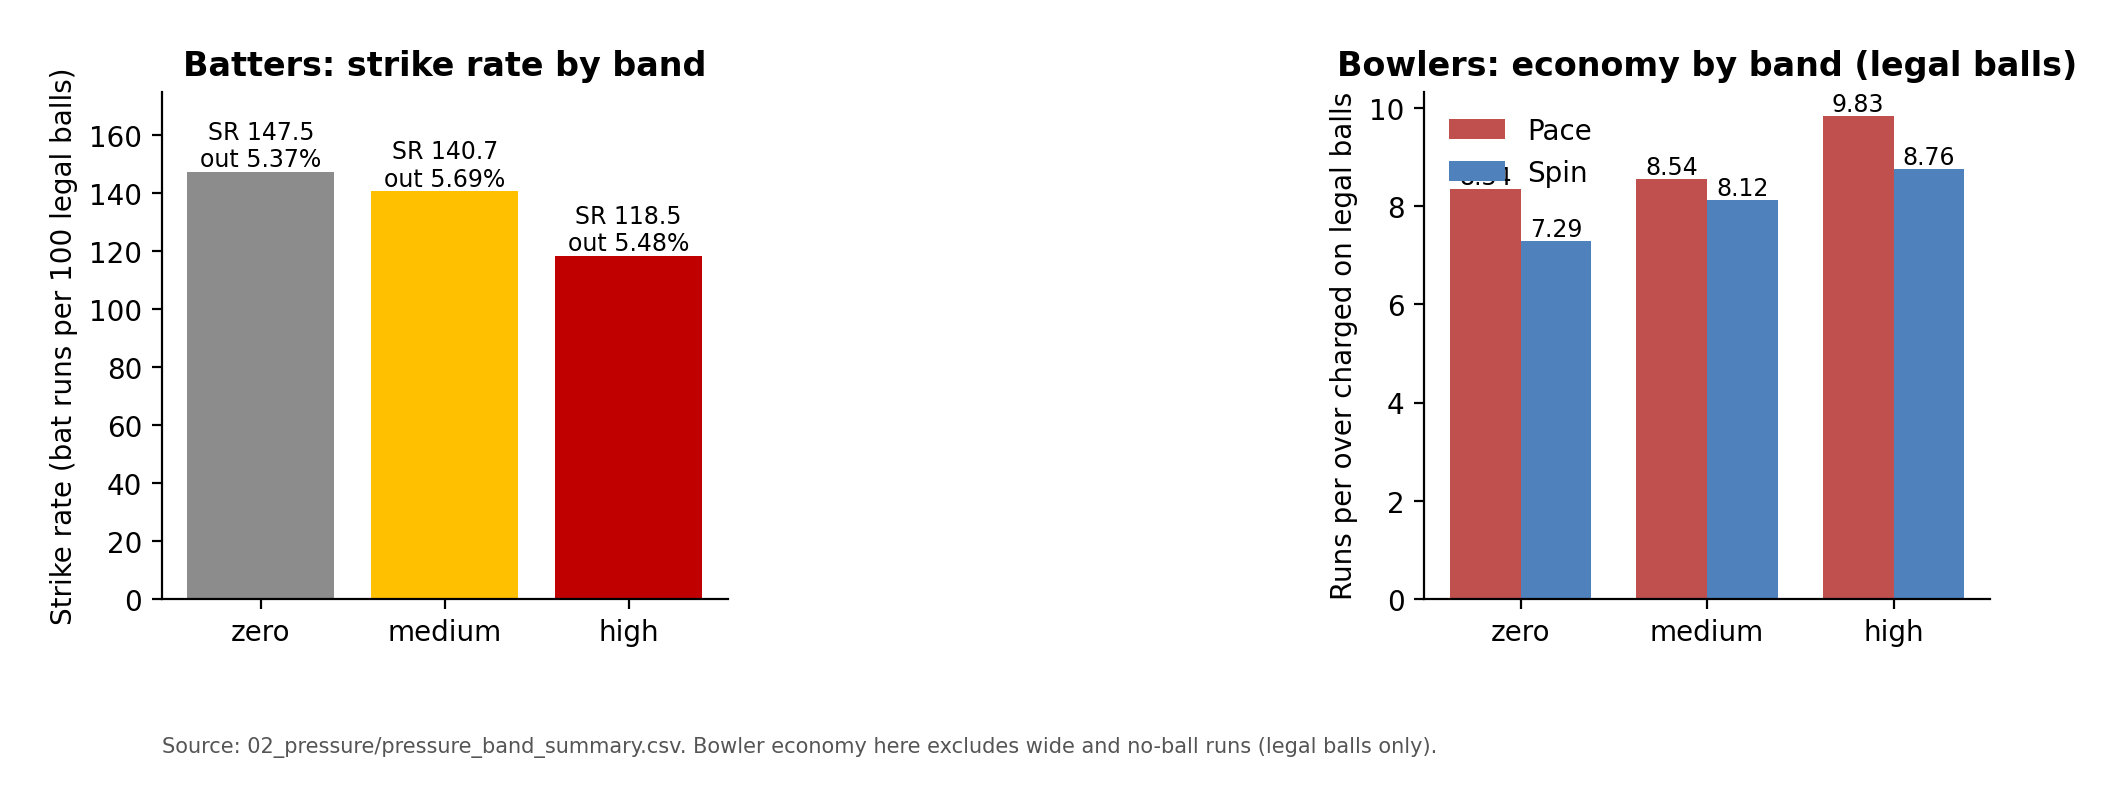 Batters: strike rate by band
Strike rate (bat runs per 100 legal balls)
160
140
120
100
80
60
40
20
0
SR 147.5
out 5.37%
SR 140.7
out 5.69%
SR 118.5
out 5.48%
zero
medium
high
Bowlers: economy by band (legal balls)
Runs per over charged on legal balls
10
8
6
4
2
0
Pace
Spin
7.29
8.54
8.12
9.83
8.76
zero
medium
high
Source: 02_pressure/pressure_band_summary.csv. Bowler economy here excludes wide and no-ball runs (legal balls only).